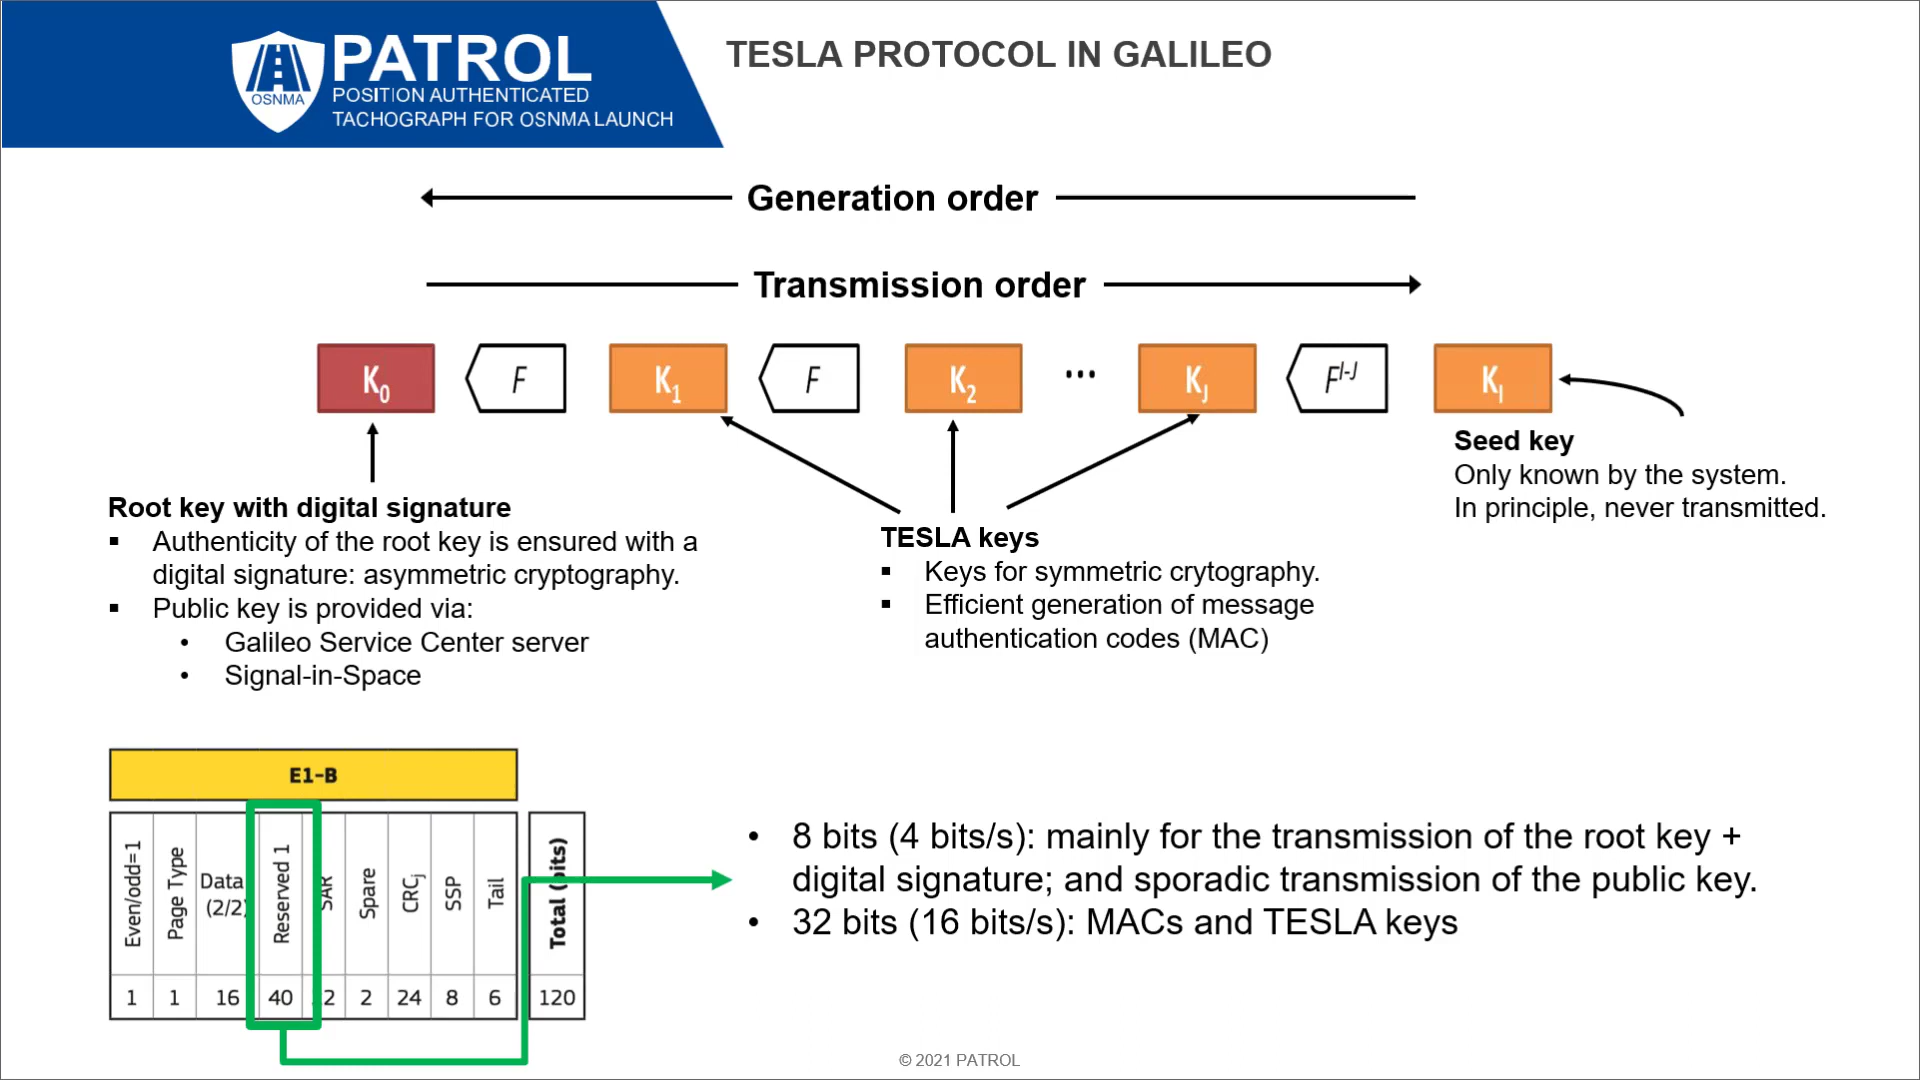 OSNMA
PATROL
POSITION AUTHENTICATED
TACHOGRAPH FOR OSNMA LAUNCH
TESLA PROTOCOL IN GALILEO
Generation order
Transmission order
K0 F K1 F K2 ... KJ F^I-J KI
Seed key
Only known by the system.
In principle, never transmitted.
Root key with digital signature
▪ Authenticity of the root key is ensured with a
digital signature: asymmetric cryptography.
▪ Public key is provided via:
• Galileo Service Center server
• Signal-in-Space
TESLA keys
▪ Keys for symmetric crytography.
▪ Efficient generation of message
authentication codes (MAC)
E1-B
Even/odd=1
Page Type
Data
(2/2)
Reserved 1
SAR
Spare
CRCj
SSP
Tail
Total (bits)
1 1 16 40 2 2 24 8 6 120
• 8 bits (4 bits/s): mainly for the transmission of the root key +
digital signature; and sporadic transmission of the public key.
• 32 bits (16 bits/s): MACs and TESLA keys
© 2021 PATROL